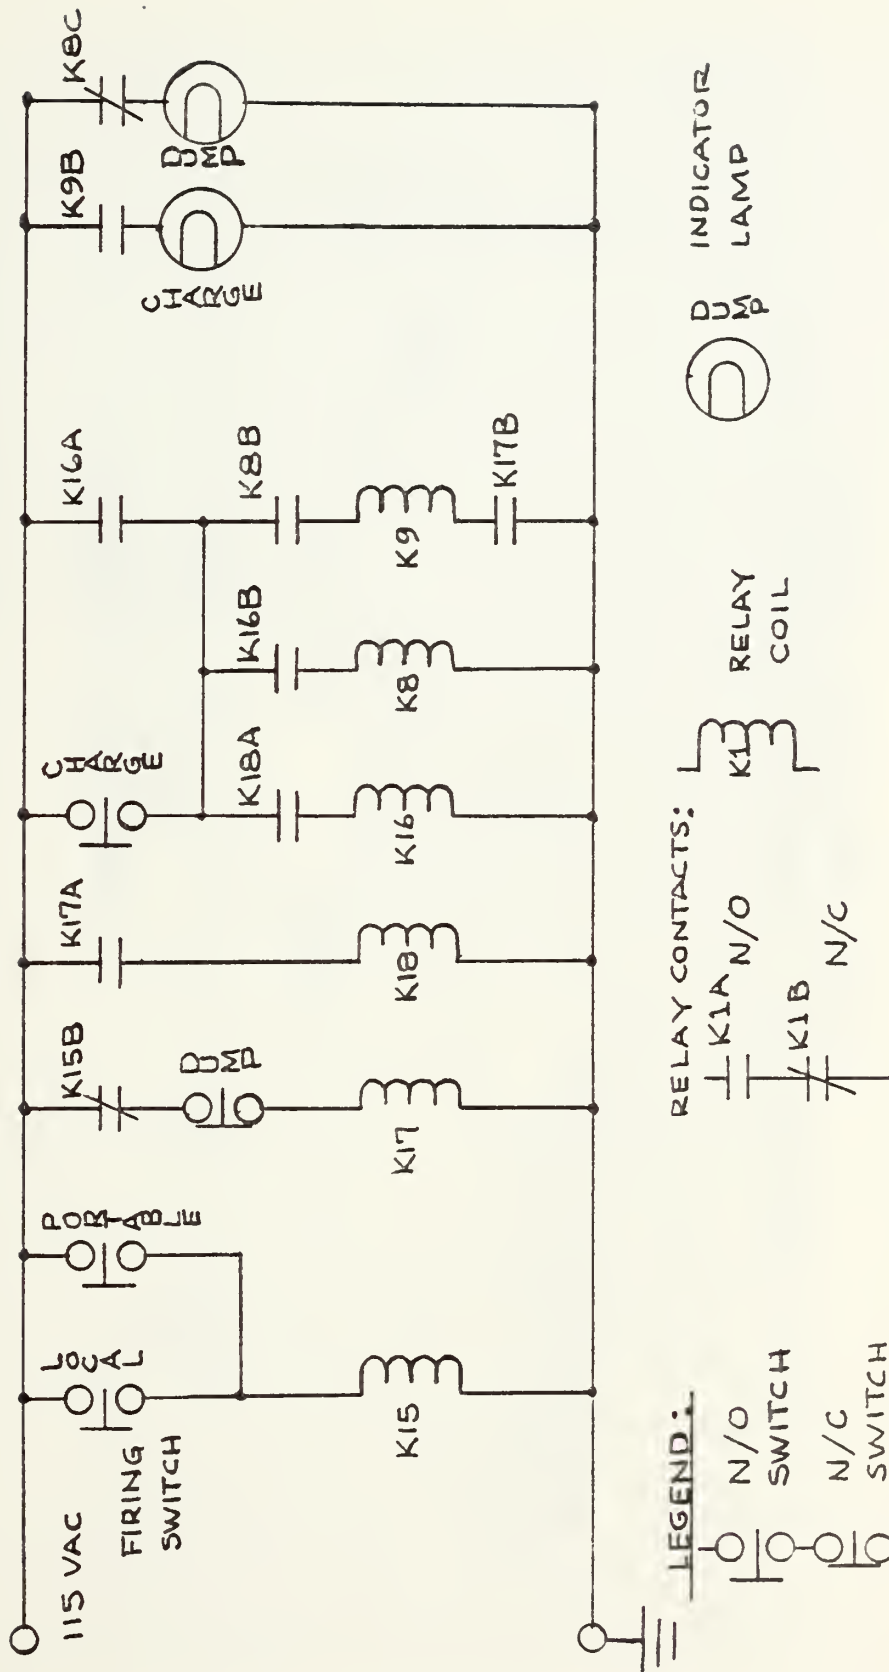 115 VAC
FIRING
SWITCH
LOCAL
PORTABLE
K15
K15B
DUMP
K17
K17A
K18
CHARGE
K18A
K16
K16B
K8
K16A
K8B
K9
K17B
K9B
CHARGE
K8C
DUMP
LEGEND:
N/O
SWITCH
N/C
SWITCH
RELAY CONTACTS:
K1A
N/O
K1B
N/C
K1
RELAY
COIL
DUMP
INDICATOR
LAMP